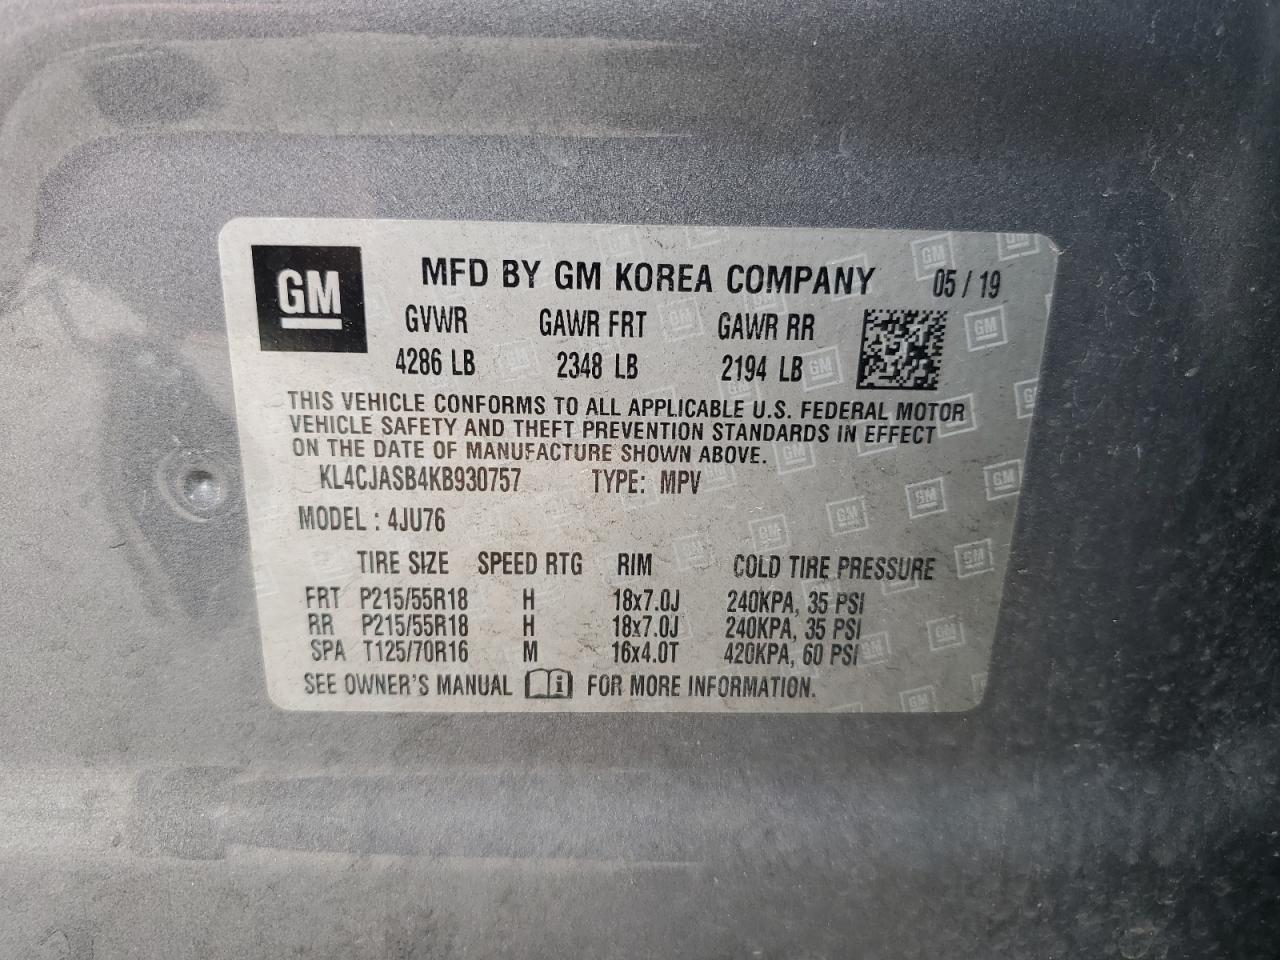 GM
MFD BY GM KOREA COMPANY 05 / 19
GVWR GAWR FRT GAWR RR
4286 LB 2348 LB 2194 LB
THIS VEHICLE CONFORMS TO ALL APPLICABLE U.S. FEDERAL MOTOR
VEHICLE SAFETY AND THEFT PREVENTION STANDARDS IN EFFECT
ON THE DATE OF MANUFACTURE SHOWN ABOVE.
KL4CJASB4KB930757 TYPE: MPV
MODEL : 4JU76
TIRE SIZE SPEED RTG RIM COLD TIRE PRESSURE
FRT P215/55R18 H 18x7.0J 240KPA, 35 PSI
RR P215/55R18 H 18x7.0J 240KPA, 35 PSI
SPA T125/70R16 M 16x4.0T 420KPA, 60 PSI
SEE OWNER'S MANUAL i FOR MORE INFORMATION.